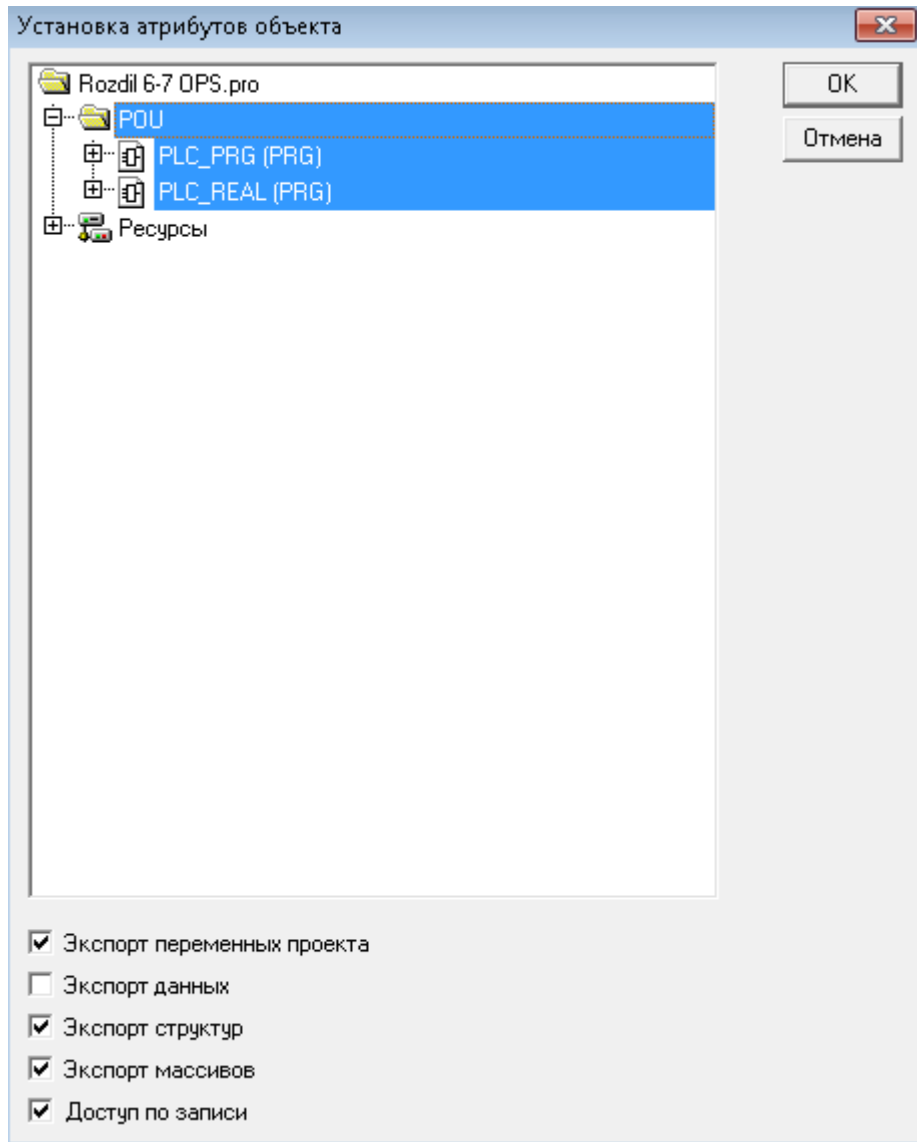 Установка атрибутов объекта
Rozdil 6-7 OPS.pro
OK
POU
Отмена
PLC_PRG (PRG)
PLC_REAL (PRG)
Ресурсы
Экспорт переменных проекта
Экспорт данных
Экспорт структур
Экспорт массивов
Доступ по записи